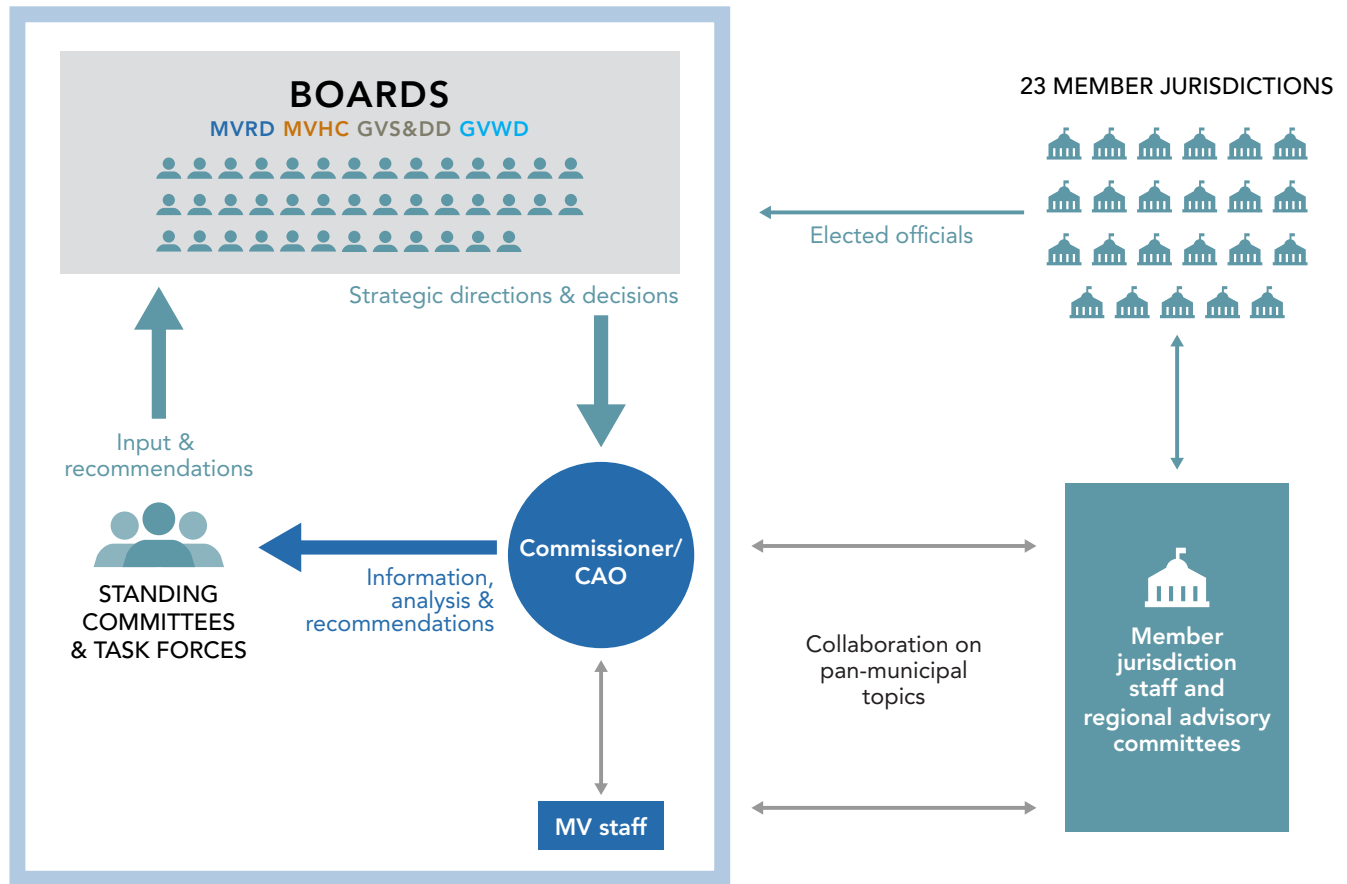 BOARDS
MVRD MVHC GVS&DD GVWD
23 MEMBER JURISDICTIONS
Elected officials
Strategic directions & decisions
Input &
recommendations
Commissioner/
CAO
Information,
analysis &
recommendations
STANDING
COMMITTEES
& TASK FORCES
Collaboration on
pan-municipal
topics
Member
jurisdiction
staff and
regional advisory
committees
MV staff